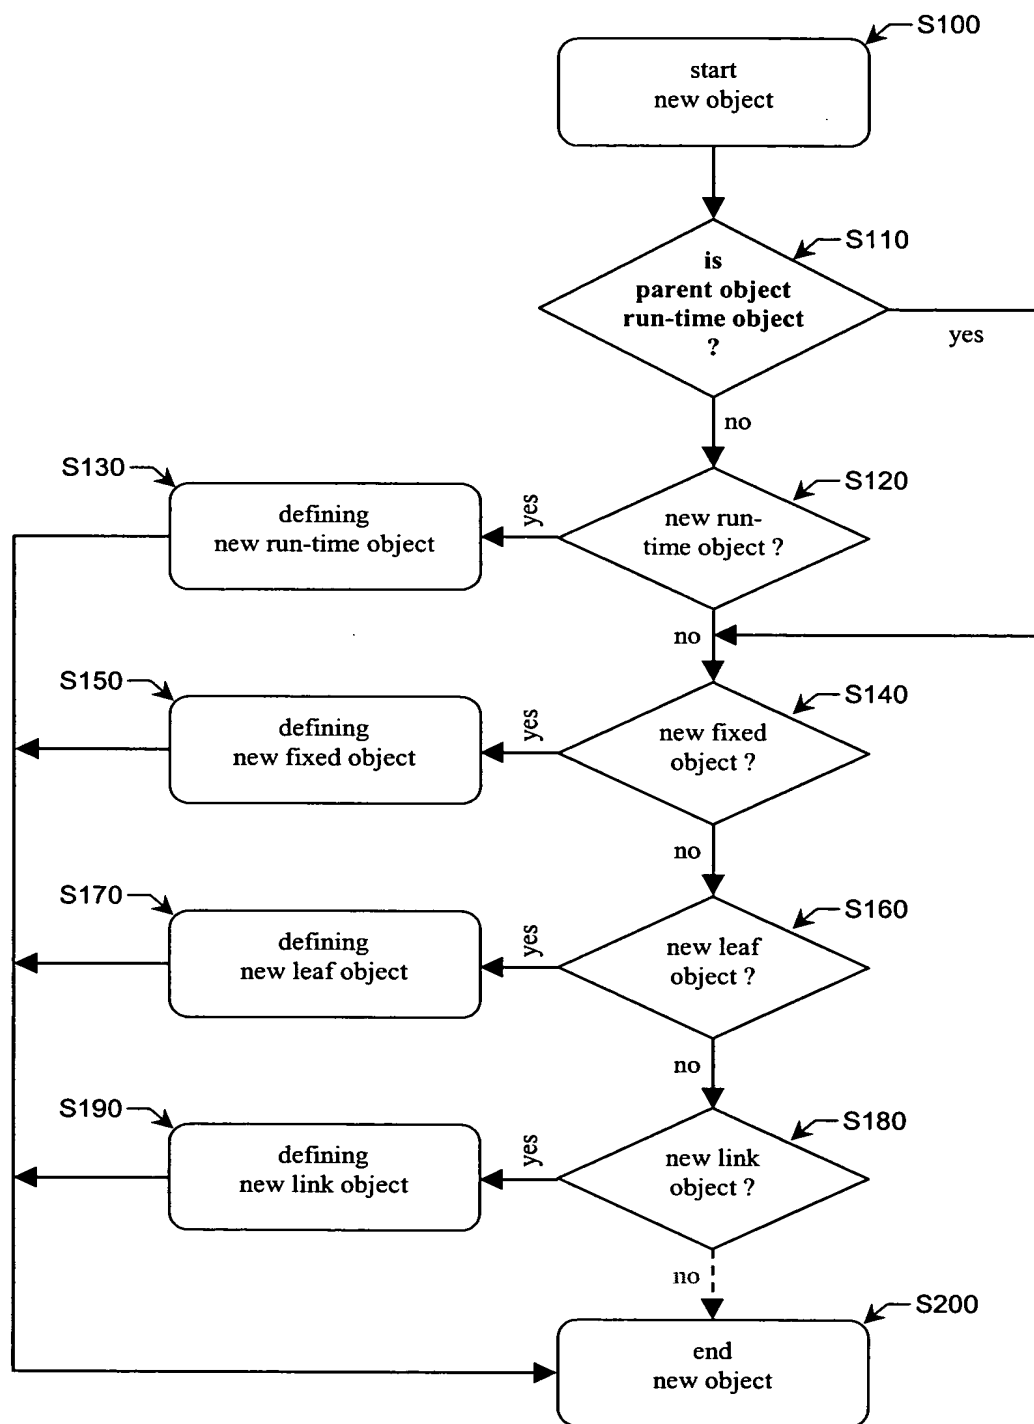 S100
start
new object
S110
is
parent object
run-time object
?
yes
no
S120
new run-
time object ?
yes
S130
defining
new run-time object
no
S140
new fixed
object ?
yes
S150
defining
new fixed object
no
S160
new leaf
object ?
yes
S170
defining
new leaf object
no
S180
new link
object ?
yes
S190
defining
new link object
no
S200
end
new object